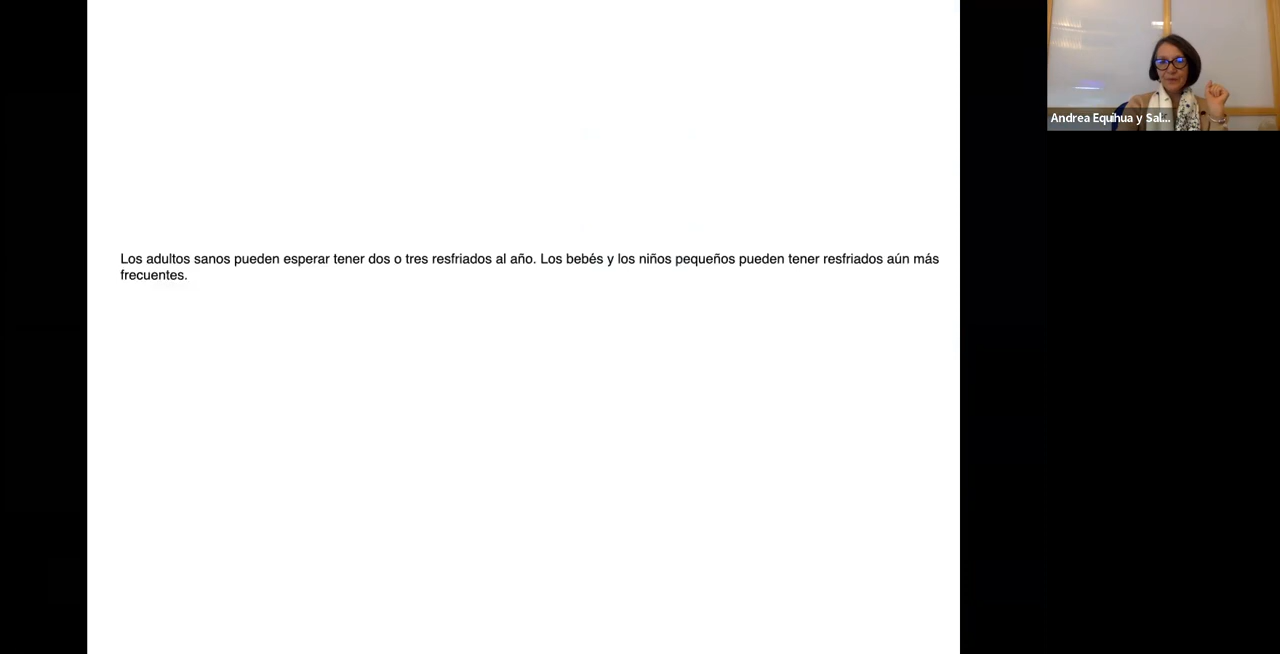 Los adultos sanos pueden esperar tener dos o tres resfriados al año. Los bebés y los niños pequeños pueden tener resfriados aún más
frecuentes.
Andrea Equihua y Sal...